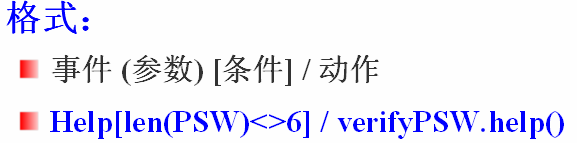 格式：
事件 (参数) [条件] / 动作
Help[len(PSW)<>6] / verifyPSW.help()